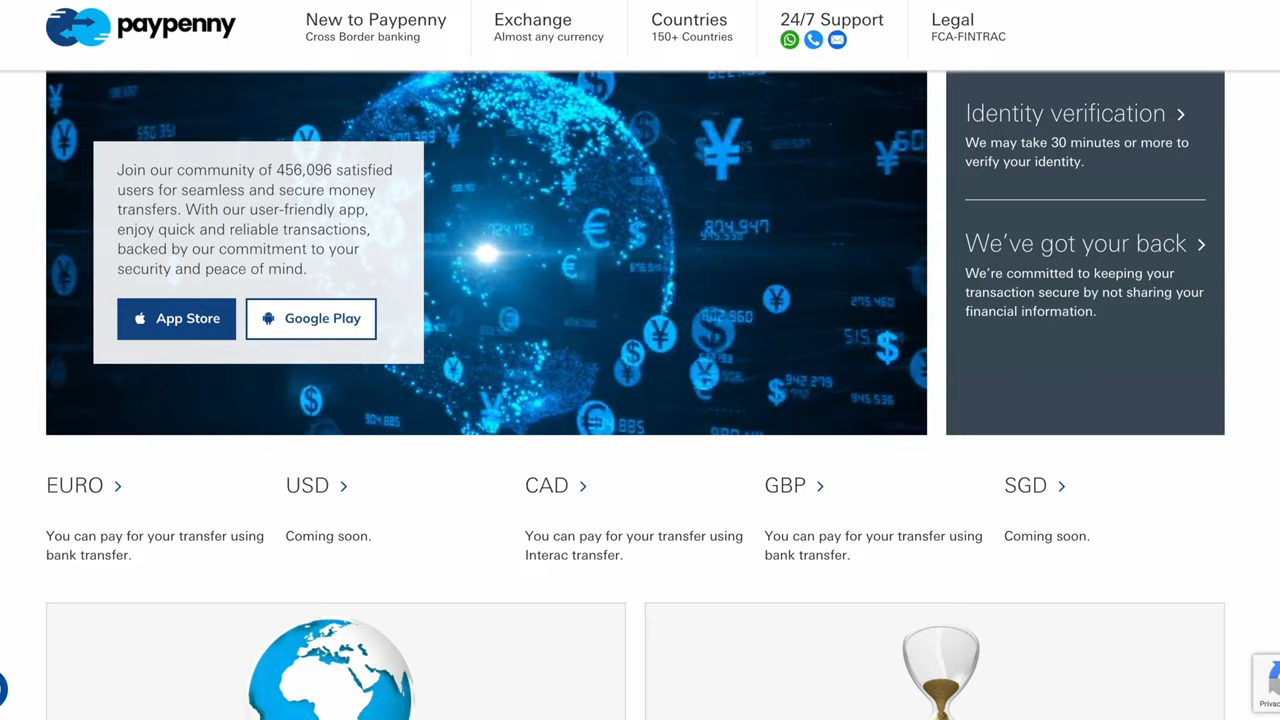 paypenny
New to Paypenny
Cross Border banking
Exchange
Almost any currency
Countries
150+ Countries
24/7 Support
Legal
FCA-FINTRAC
Join our community of 456,096 satisfied
users for seamless and secure money
transfers. With our user-friendly app,
enjoy quick and reliable transactions,
backed by our commitment to your
security and peace of mind.
App Store
Google Play
Identity verification
We may take 30 minutes or more to
verify your identity.
We've got your back
We're committed to keeping your
transaction secure by not sharing your
financial information.
EURO
You can pay for your transfer using
bank transfer.
USD
Coming soon.
CAD
You can pay for your transfer using
Interac transfer.
GBP
You can pay for your transfer using
bank transfer.
SGD
Coming soon.